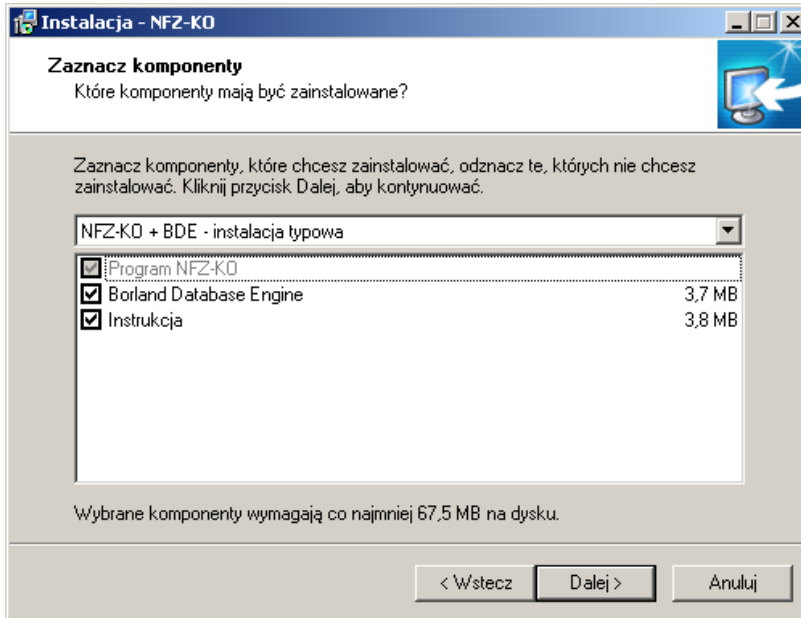 Instalacja - NFZ-KO
Zaznacz komponenty
Które komponenty mają być zainstalowane?
Zaznacz komponenty, które chcesz zainstalować, odznacz te, których nie chcesz
zainstalować. Kliknij przycisk Dalej, aby kontynuować.
NFZ-KO + BDE - instalacja typowa
Program NFZ-KO
Borland Database Engine 3,7 MB
Instrukcja 3,8 MB
Wybrane komponenty wymagają co najmniej 67,5 MB na dysku.
< Wstecz Dalej > Anuluj